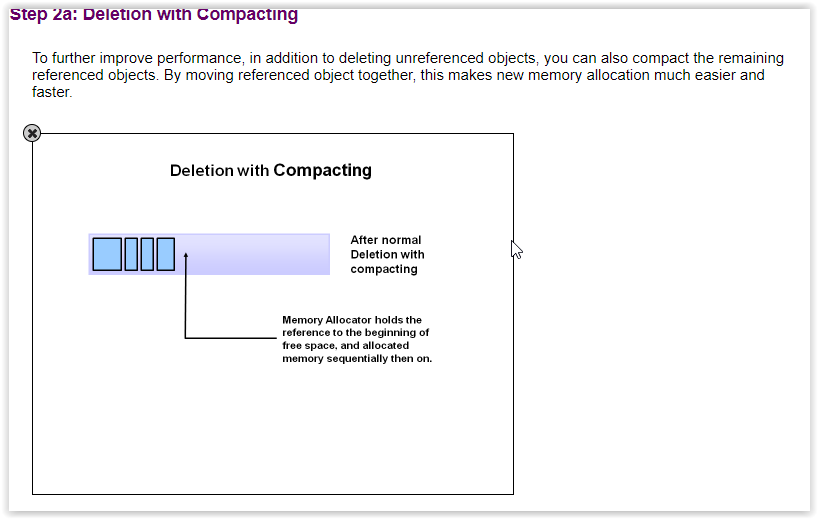 Step 2a: Deletion with Compacting
To further improve performance, in addition to deleting unreferenced objects, you can also compact the remaining
referenced objects. By moving referenced object together, this makes new memory allocation much easier and
faster.
Deletion with Compacting
After normal
Deletion with
compacting
Memory Allocator holds the
reference to the beginning of
free space, and allocated
memory sequentially then on.